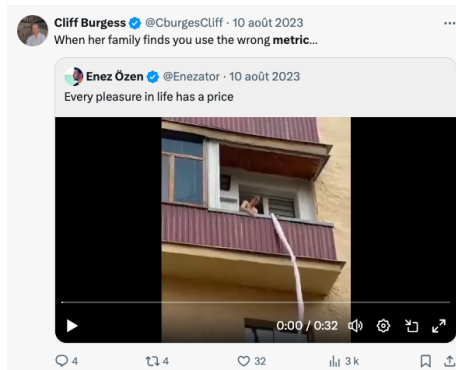 Cliff Burgess @CburgesCliff · 10 août 2023
When her family finds you use the wrong metric...
Enez Özen @Enezator · 10 août 2023
Every pleasure in life has a price
0:00 / 0:32
4 4 32 3 k